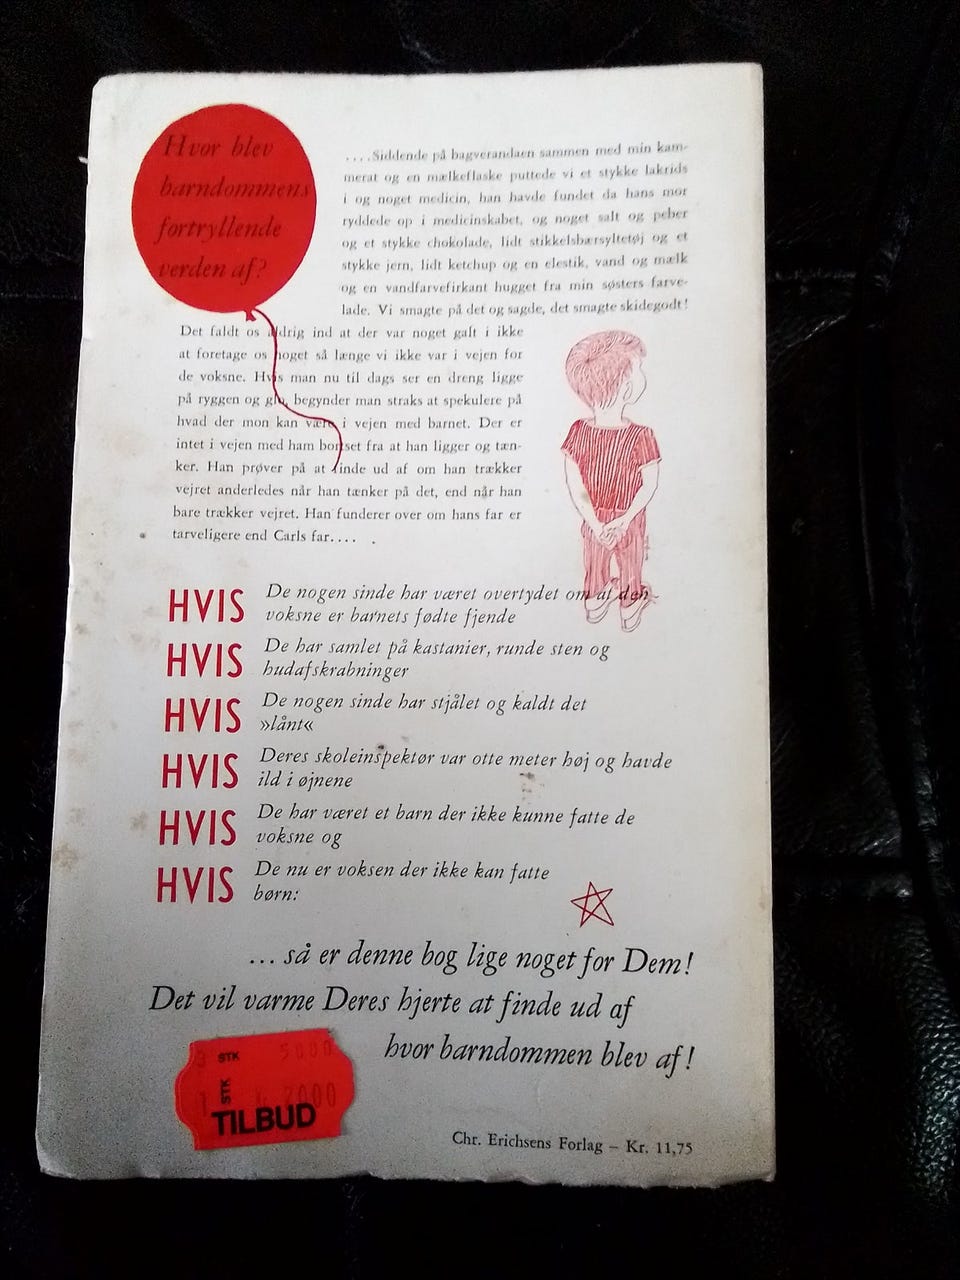 Hvor blev
barndommens
fortryllende
verden af?
....Siddende på bagverandaen sammen med min kam-
merat og en mælkeflaske puttede vi et stykke lakrids
i og noget medicin, han havde fundet da hans mor
ryddede op i medicinskabet, og noget salt og peber
og et stykke chokolade, lidt stikkelsbærsyltetøj og et
stykke jern, lidt ketchup og en elestik, vand og mælk
og en vandfarvefirkant hugget fra min søsters farve-
lade. Vi smagte på det og sagde, det smagte skidegodt!
Det faldt os aldrig ind at der var noget galt i ikke
at foretage os noget så længe vi ikke var i vejen for
de voksne. Hvis man nu til dags ser en dreng ligge
på ryggen og glo, begynder man straks at spekulere på
hvad der mon kan være i vejen med barnet. Der er
intet i vejen med ham bortset fra at han ligger og tæn-
ker. Han prøver på at finde ud af om han trækker
vejret anderledes når han tænker på det, end når han
bare trækker vejret. Han funderer over om hans far er
tarveligere end Carls far....
HVIS De nogen sinde har været overtydet om at den
voksne er barnets fødte fjende
HVIS De har samlet på kastanier, runde sten og
hudafskrabninger
HVIS De nogen sinde har stjålet og kaldt det
»lånt«
HVIS Deres skoleinspektør var otte meter høj og havde
ild i øjnene
HVIS De har været et barn der ikke kunne fatte de
voksne og
HVIS De nu er voksen der ikke kan fatte
børn:
... så er denne bog lige noget for Dem!
Det vil varme Deres hjerte at finde ud af
hvor barndommen blev af!
STK
STK
TILBUD
Chr. Erichsens Forlag – Kr. 11,75